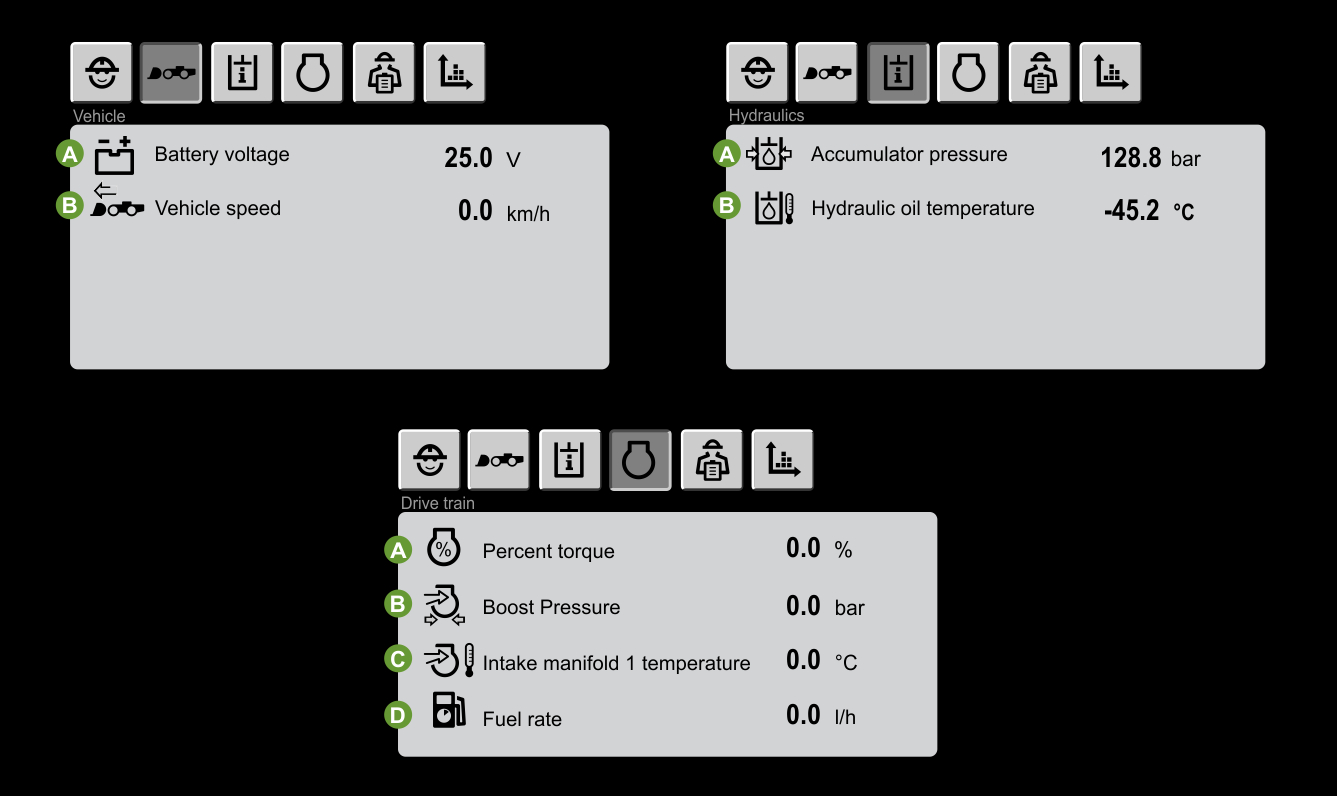 Vehicle
A Battery voltage 25.0 V
B Vehicle speed 0.0 km/h
Hydraulics
A Accumulator pressure 128.8 bar
B Hydraulic oil temperature -45.2 °C
Drive train
A % Percent torque 0.0 %
B Boost Pressure 0.0 bar
C Intake manifold 1 temperature 0.0 °C
D Fuel rate 0.0 l/h